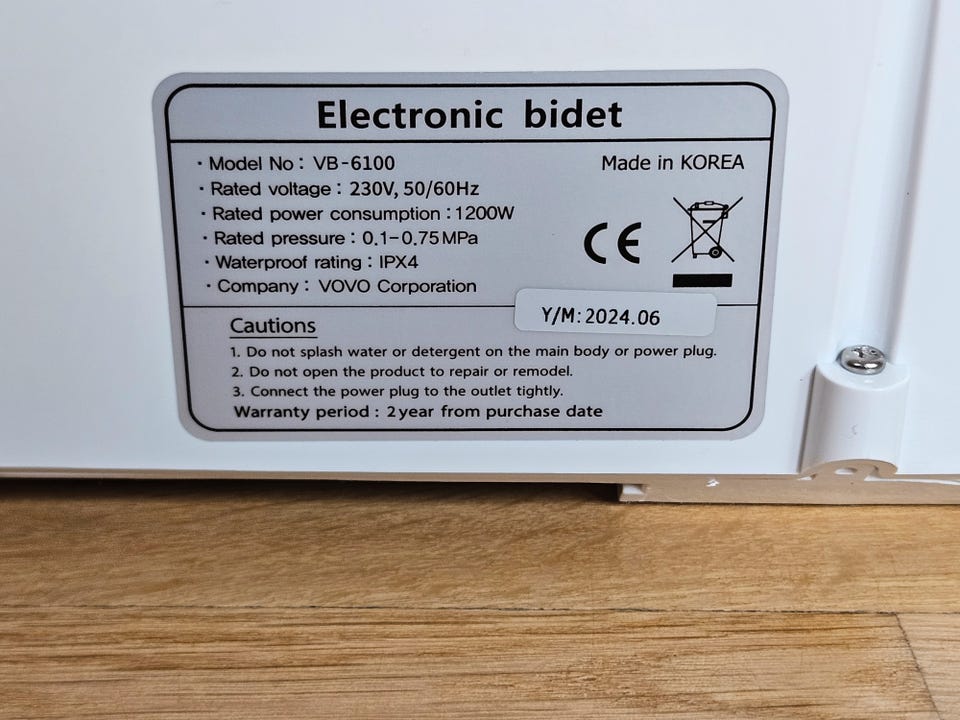 Electronic bidet
· Model No : VB-6100
Made in KOREA
· Rated voltage : 230V, 50/60Hz
· Rated power consumption : 1200W
· Rated pressure : 0.1-0.75MPa
· Waterproof rating : IPX4
· Company : VOVO Corporation
CE
Y/M: 2024.06
Cautions
1. Do not splash water or detergent on the main body or power plug.
2. Do not open the product to repair or remodel.
3. Connect the power plug to the outlet tightly.
Warranty period : 2year from purchase date